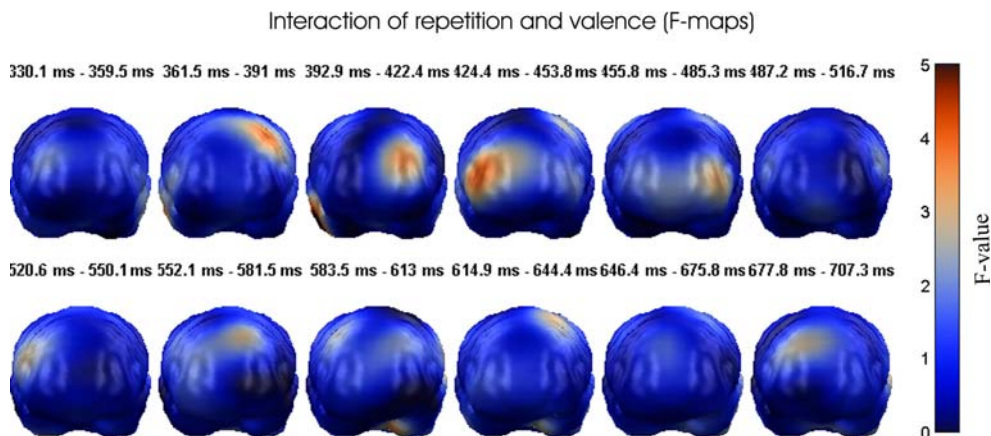 Interaction of repetition and valence (F-maps)
330.1 ms - 359.5 ms 361.5 ms - 391 ms 392.9 ms - 422.4 ms 424.4 ms - 453.8 ms 455.8 ms - 485.3 ms 487.2 ms - 516.7 ms
5
4
3
2
1
0
F-value
520.6 ms - 550.1 ms 552.1 ms - 581.5 ms 583.5 ms - 613 ms 614.9 ms - 644.4 ms 646.4 ms - 675.8 ms 677.8 ms - 707.3 ms